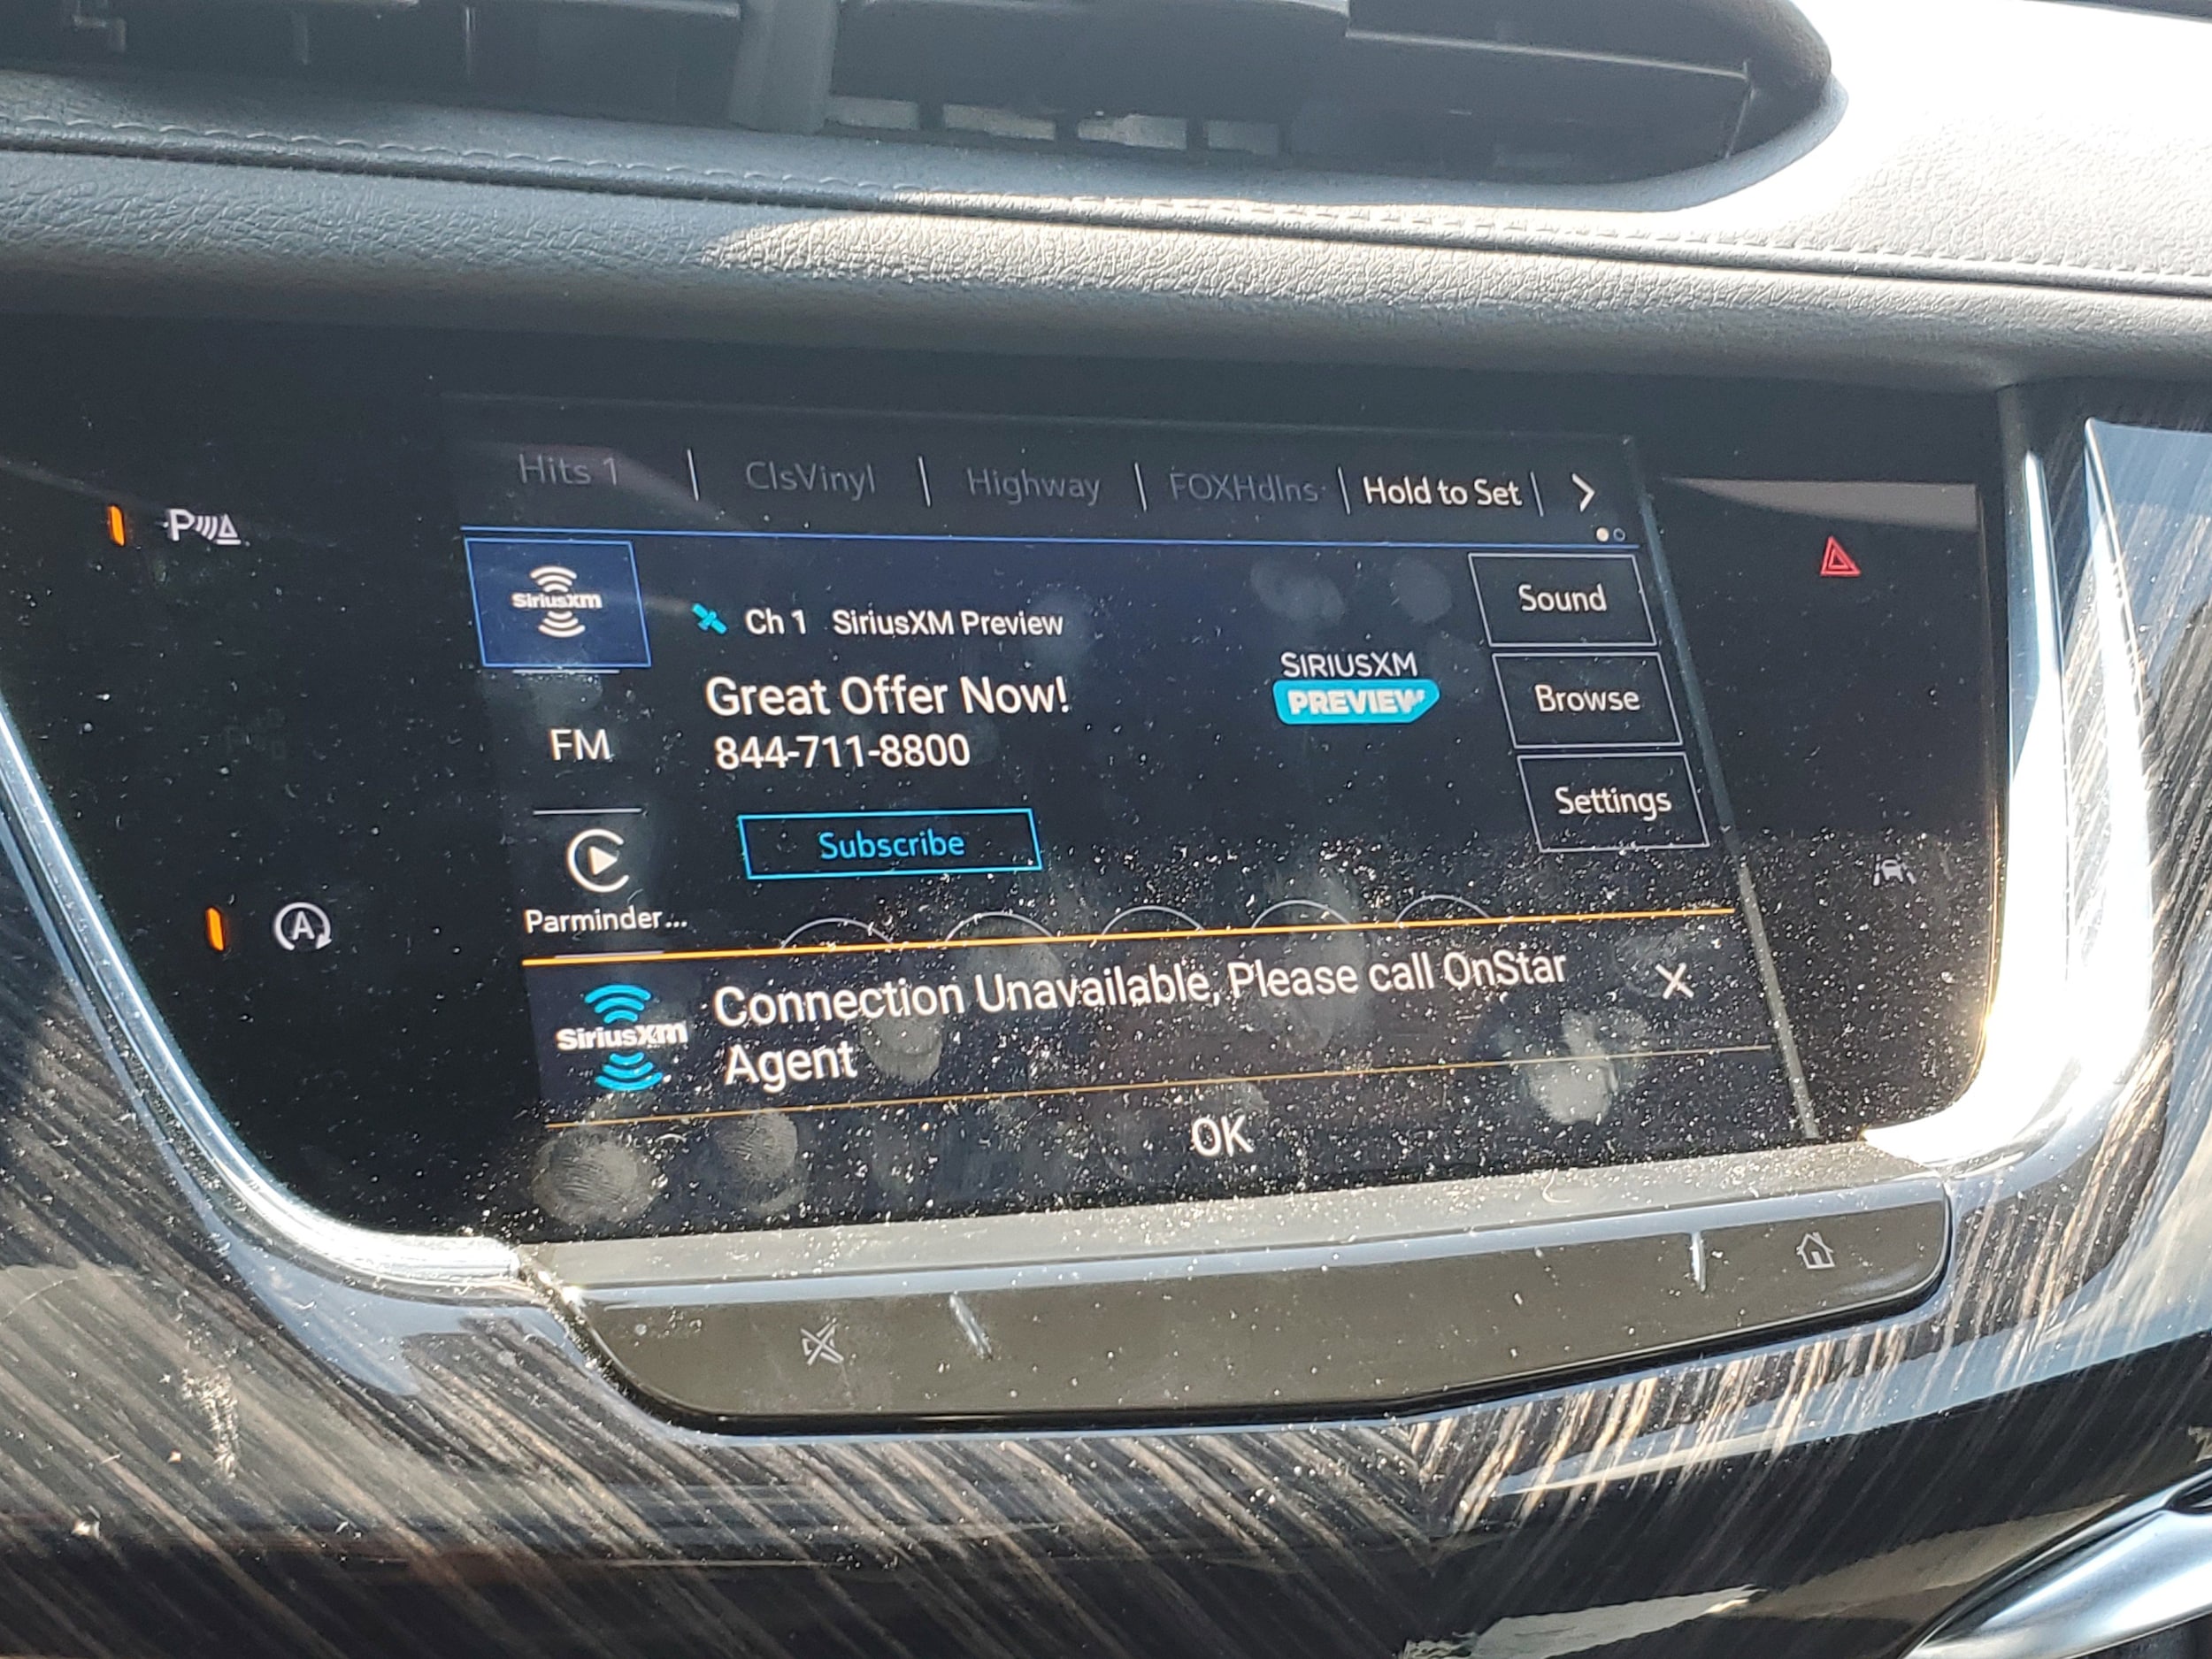 Hits 1 | ClsVinyl | Highway | FOXHdlns | Hold to Set |
siriusxm
Ch 1 SiriusXM Preview
Great Offer Now!
844-711-8800
SIRIUSXM
PREVIEW
Sound
Browse
Settings
FM
Subscribe
Parminder...
SiriusXM
Connection Unavailable, Please call OnStar
Agent
OK
P
A